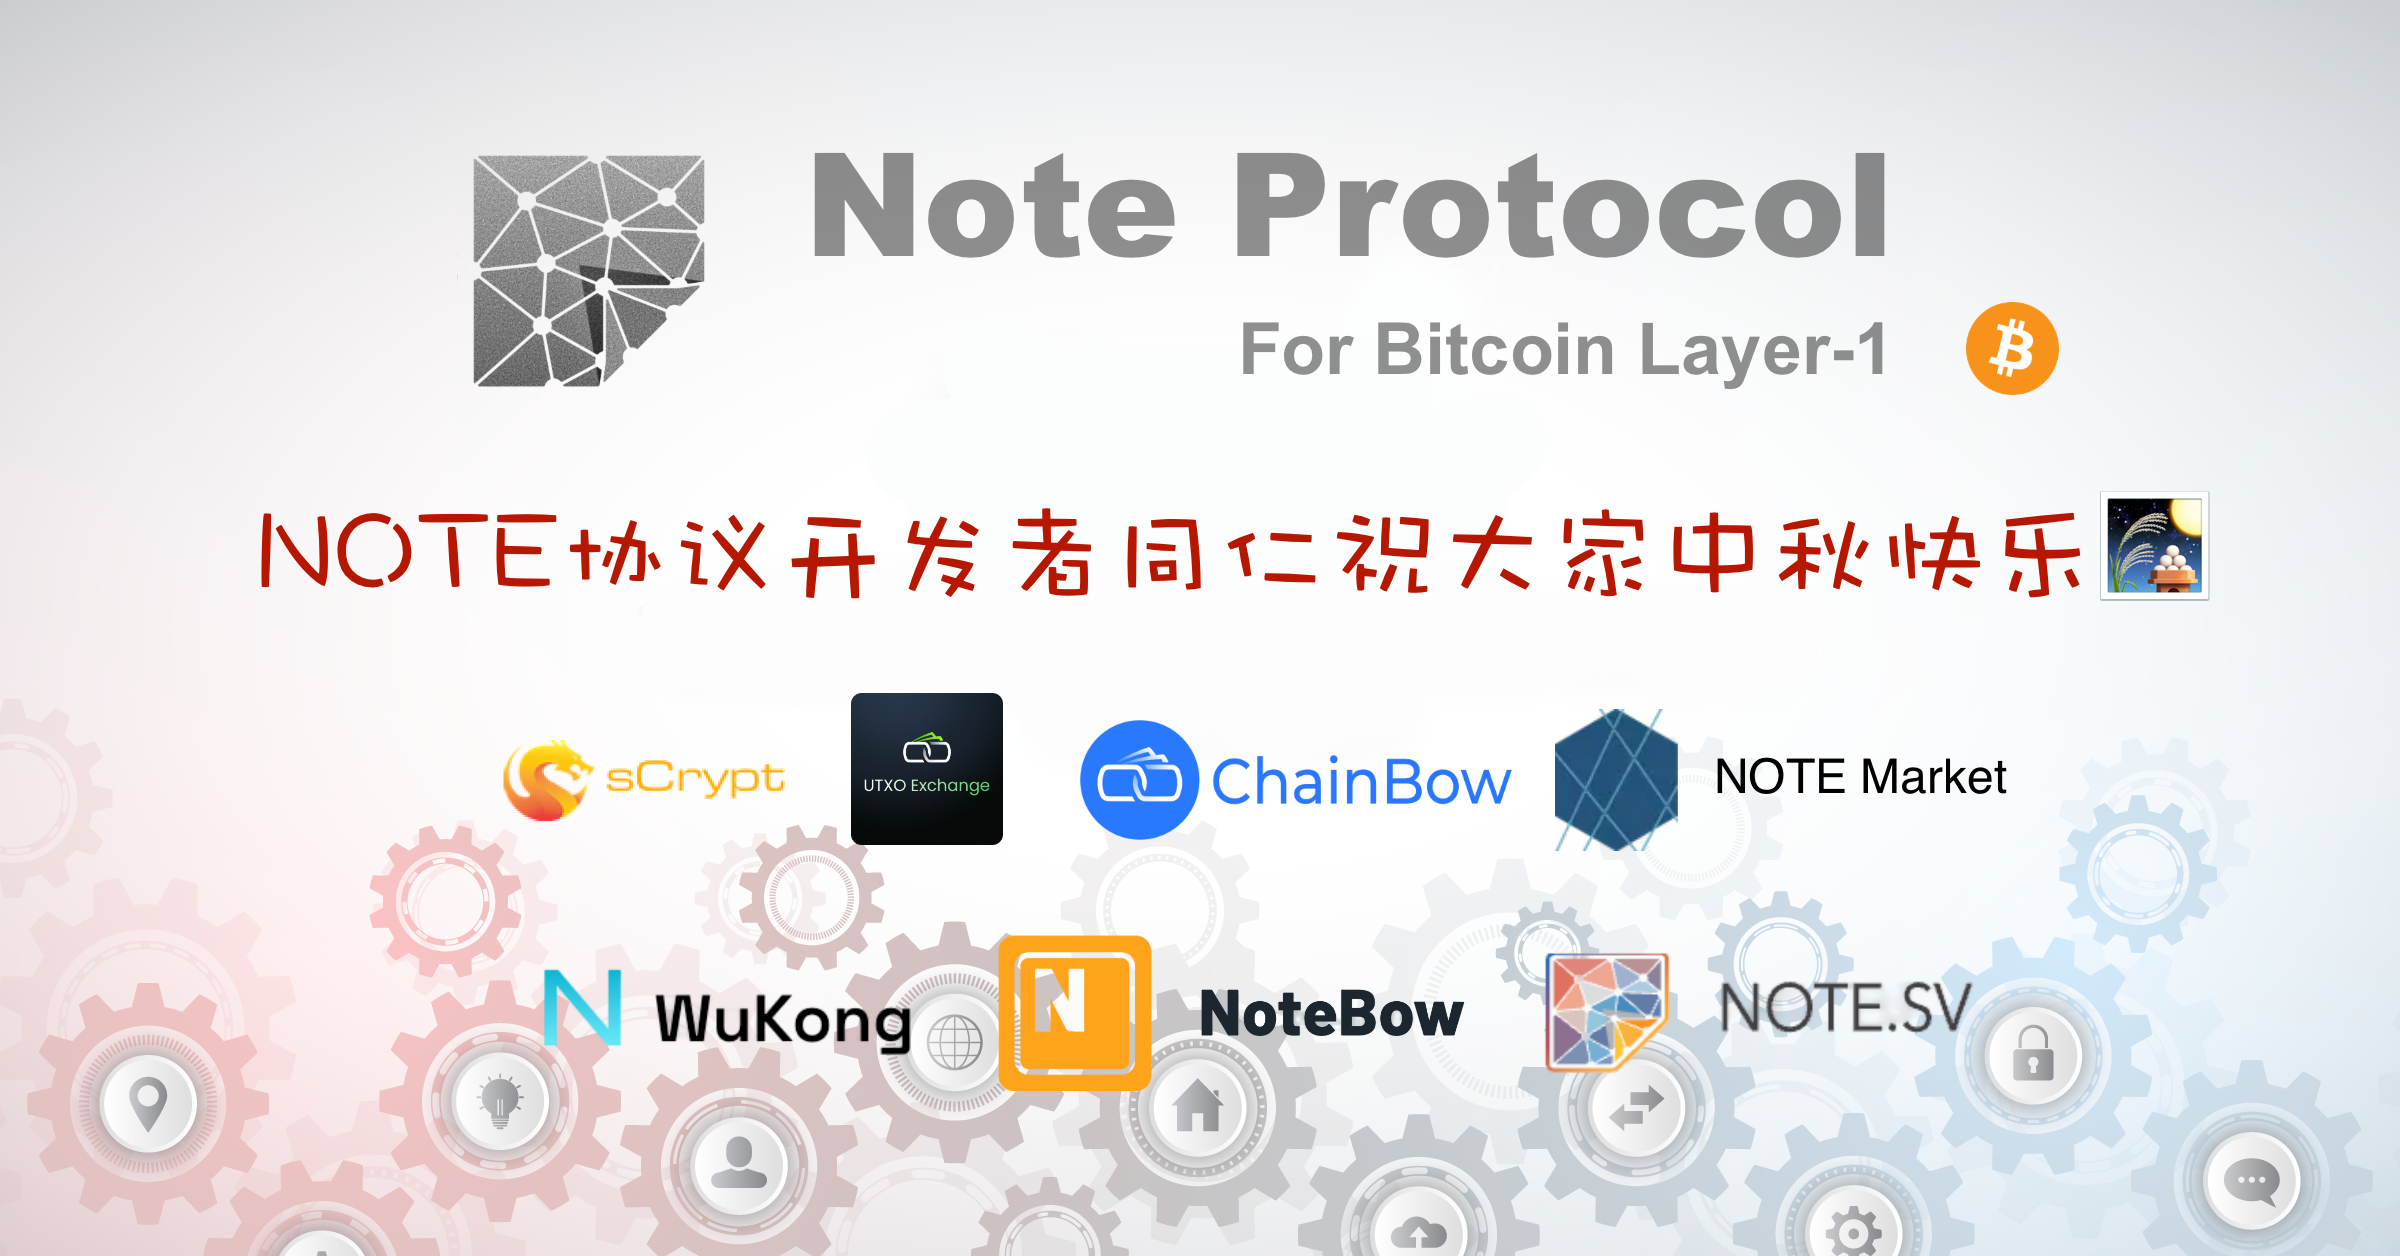 Note Protocol
For Bitcoin Layer-1
NOTE协议开发者同仁祝大家中秋快乐
sCrypt
UTXO Exchange
ChainBow
NOTE Market
N WuKong
N NoteBow
NOTE.SV